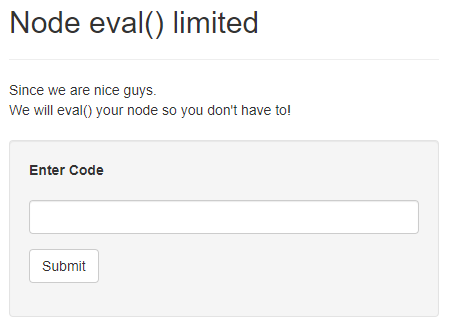 Node eval() limited
Since we are nice guys.
We will eval() your node so you don't have to!
Enter Code
Submit